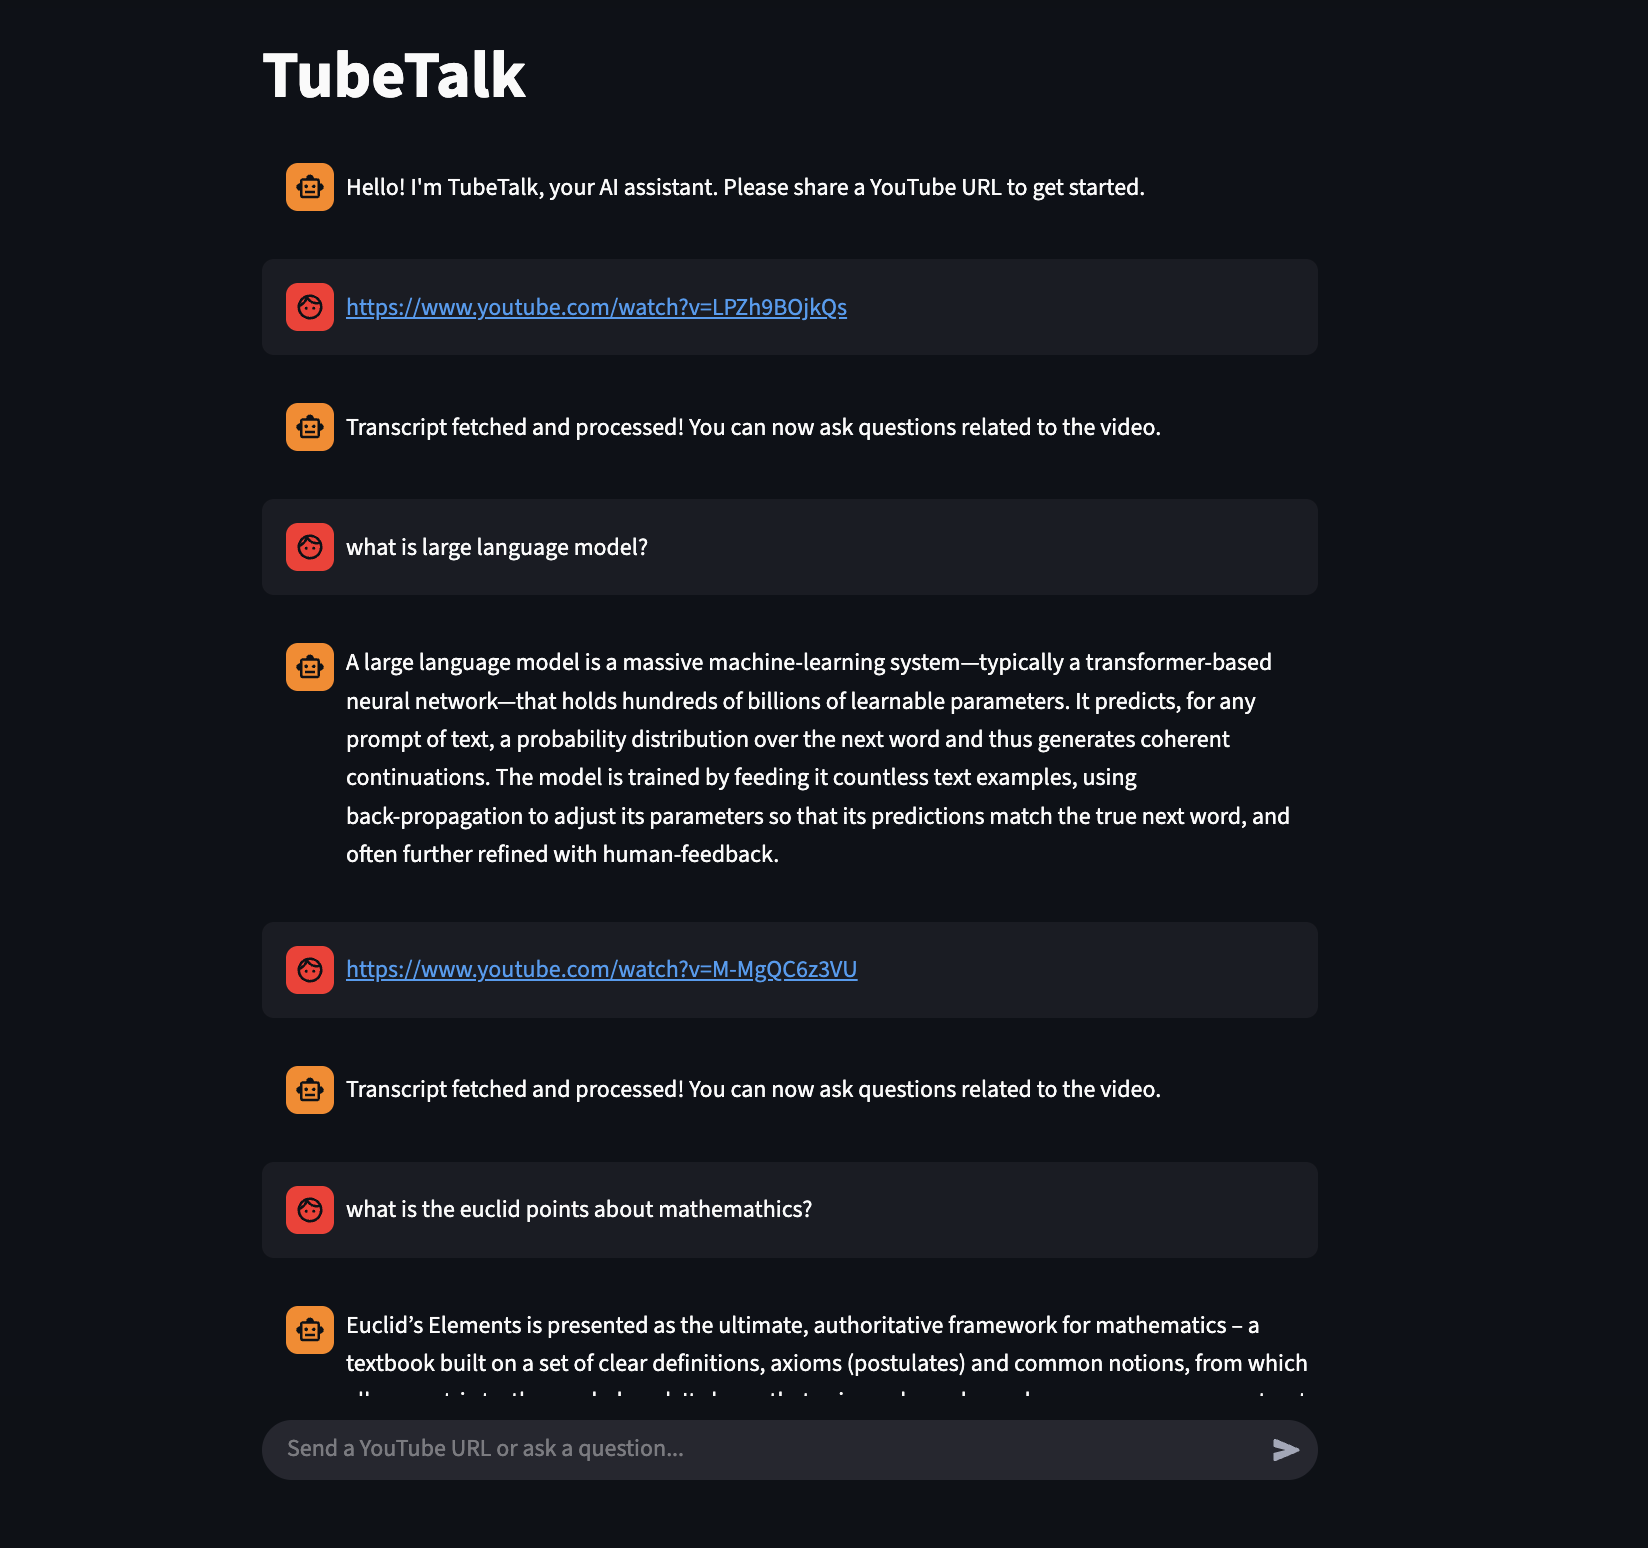 TubeTalk
Hello! I'm TubeTalk, your AI assistant. Please share a YouTube URL to get started.
https://www.youtube.com/watch?v=LPZh9BOjkQs
Transcript fetched and processed! You can now ask questions related to the video.
what is large language model?
A large language model is a massive machine-learning system—typically a transformer-based
neural network—that holds hundreds of billions of learnable parameters. It predicts, for any
prompt of text, a probability distribution over the next word and thus generates coherent
continuations. The model is trained by feeding it countless text examples, using
back-propagation to adjust its parameters so that its predictions match the true next word, and
often further refined with human-feedback.
https://www.youtube.com/watch?v=M-MgQC6z3VU
Transcript fetched and processed! You can now ask questions related to the video.
what is the euclid points about mathemathics?
Euclid’s Elements is presented as the ultimate, authoritative framework for mathematics – a
textbook built on a set of clear definitions, axioms (postulates) and common notions, from which
Send a YouTube URL or ask a question...